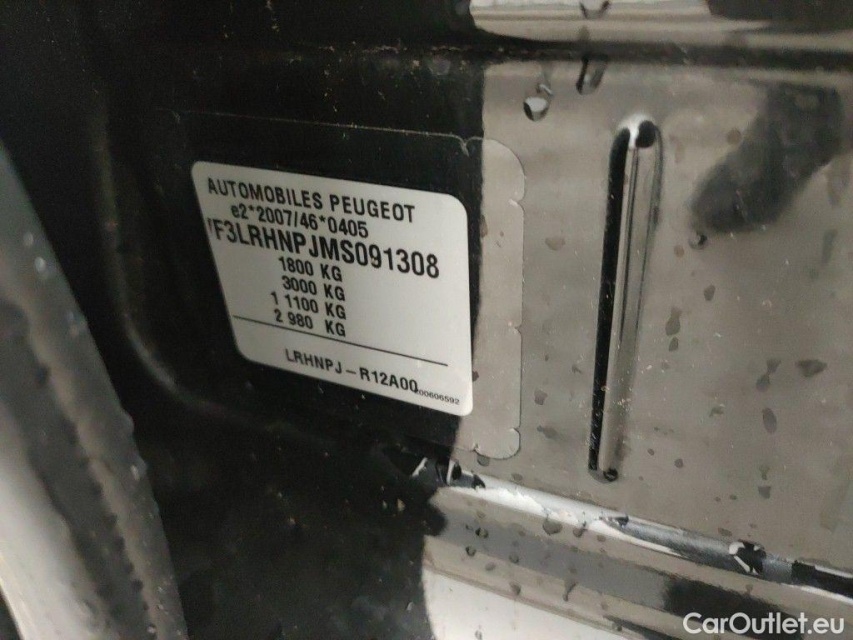 AUTOMOBILES PEUGEOT
e2*2007/46*0405
VF3LRHNPJMS091308
1800 KG
3000 KG
1 1100 KG
2 980 KG
LRHNPJ-R12A00
200606592
CarOutlet.eu